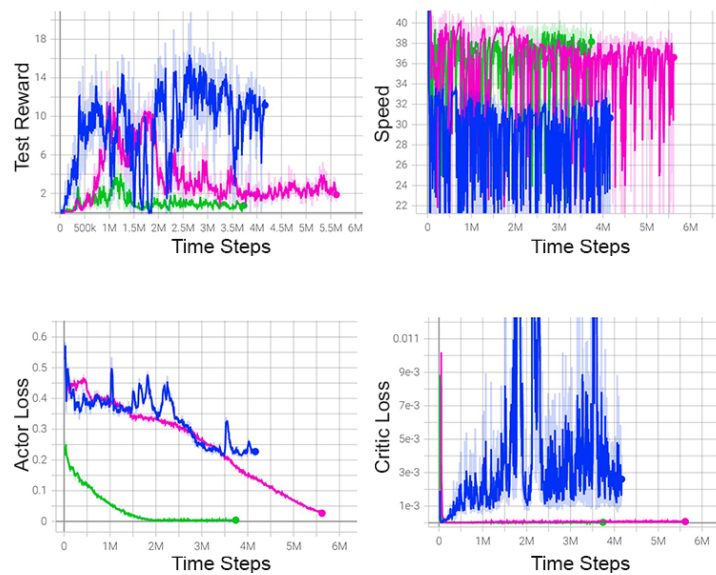 18
14
10
6
2
Test Reward
0 500k 1M 1.5M 2M 2.5M 3M 3.5M 4M 4.5M 5M 5.5M 6M
Time Steps
40
38
36
34
32
30
28
26
24
22
Speed
0 1M 2M 3M 4M 5M 6M
Time Steps
0.6
0.5
0.4
0.3
0.2
0.1
0
Actor Loss
0 1M 2M 3M 4M 5M 6M
Time Steps
0.011
9e-3
7e-3
5e-3
3e-3
1e-3
Critic Loss
0 1M 2M 3M 4M 5M 6M
Time Steps